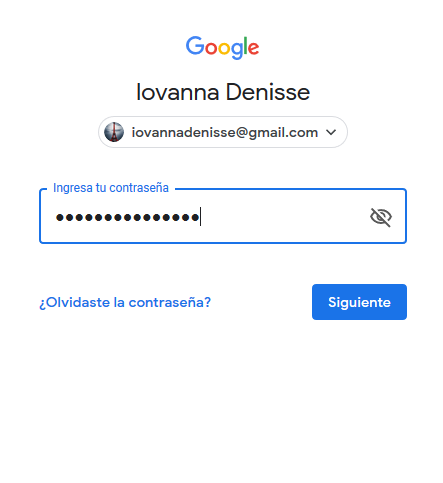 Google
Iovanna Denisse
iovannadenisse@gmail.com
Ingresa tu contraseña
•••••••••••••••
¿Olvidaste la contraseña?
Siguiente